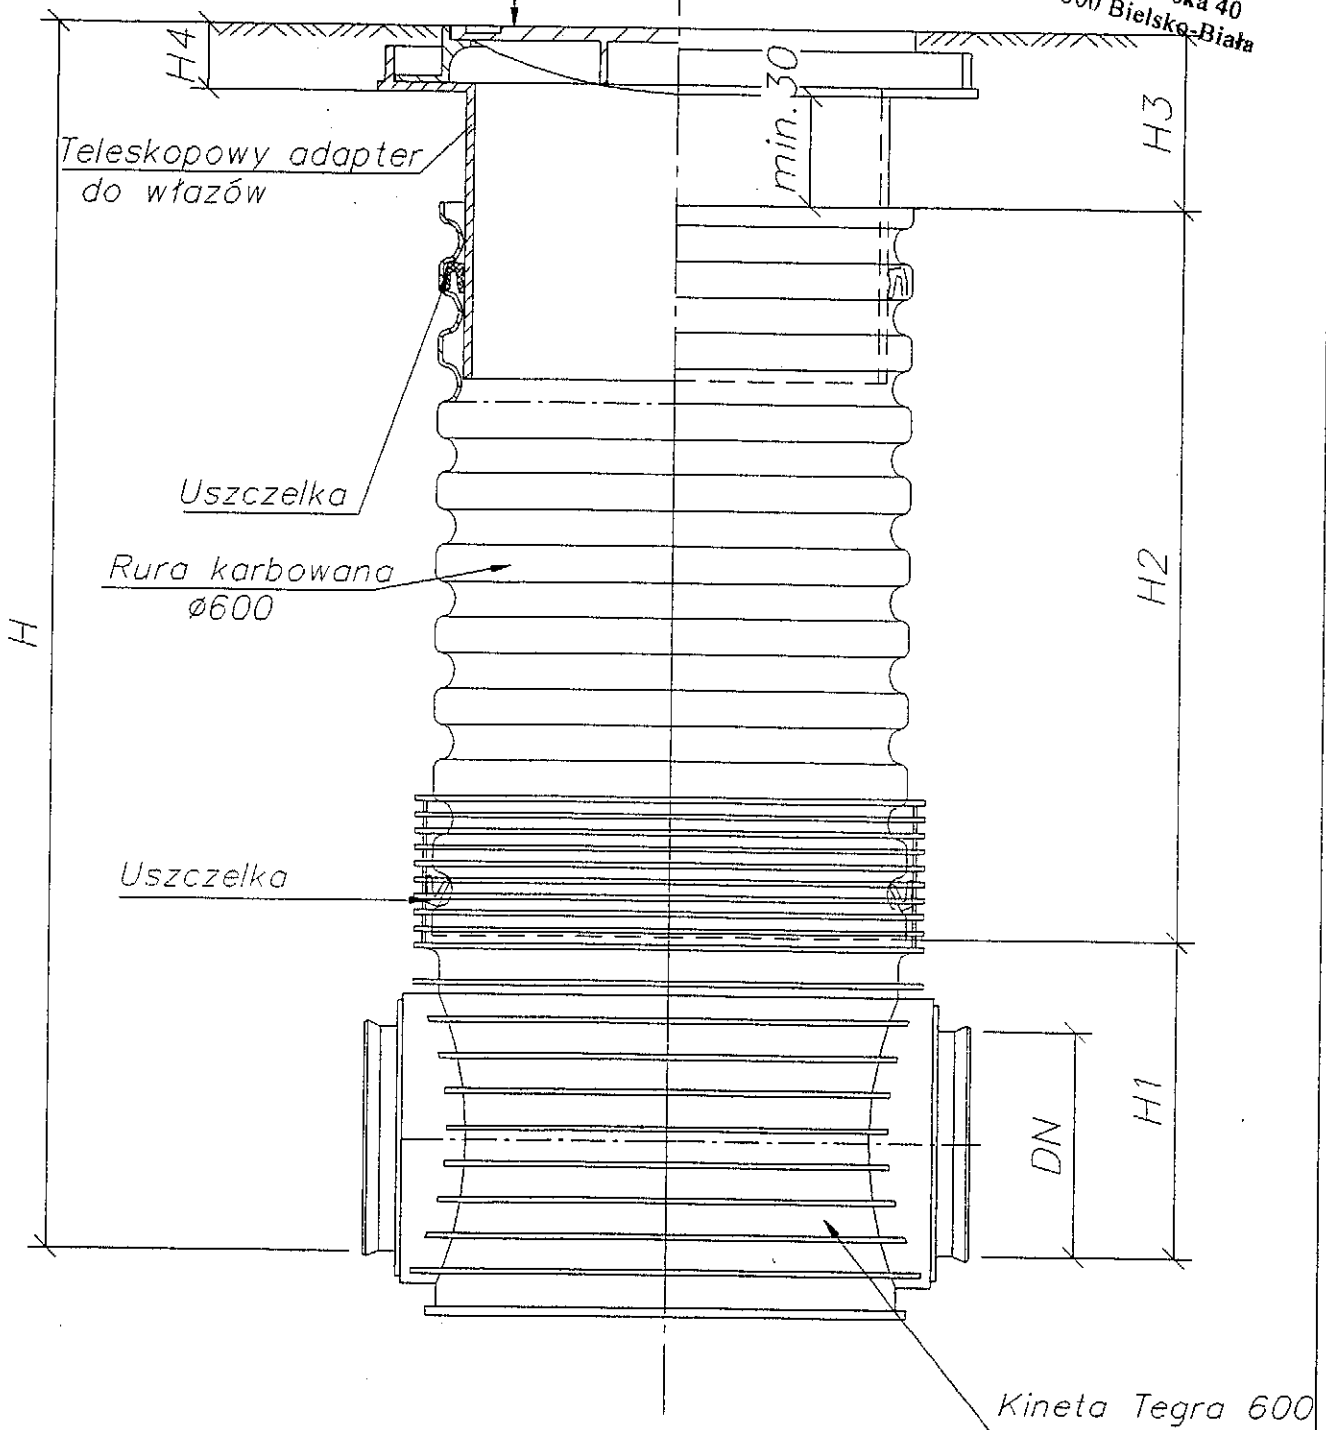 40
Bielsko-Biała
H4
min. 30
H3
Teleskopowy adapter
do włazów
Uszczelka
Rura karbowana
ø600
H2
H
Uszczelka
H1
DN
Kineta Tegra 600